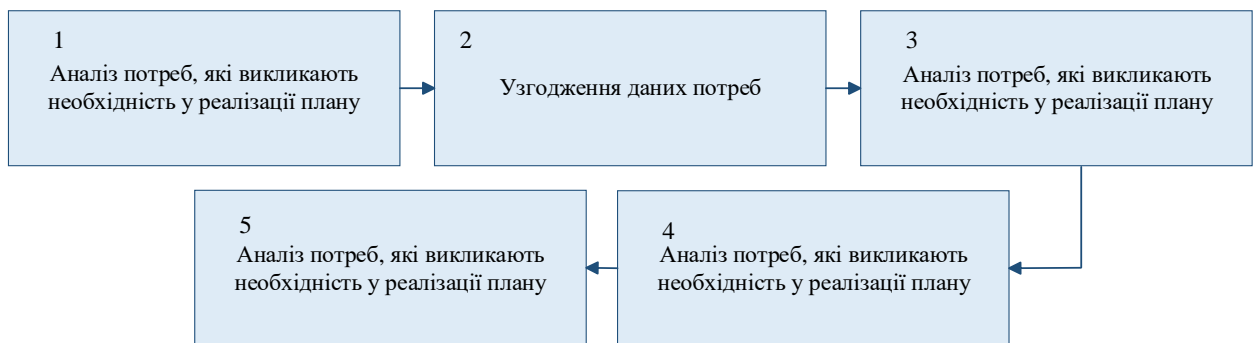 1
Аналіз потреб, які викликають
необхідність у реалізації плану
2
Узгодження даних потреб
3
Аналіз потреб, які викликають
необхідність у реалізації плану
4
Аналіз потреб, які викликають
необхідність у реалізації плану
5
Аналіз потреб, які викликають
необхідність у реалізації плану